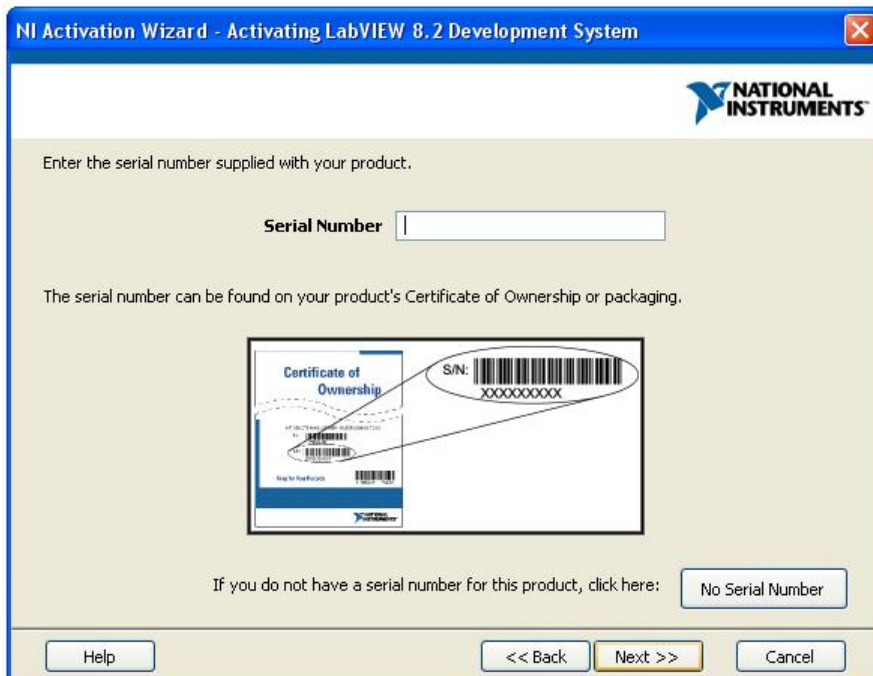 NI Activation Wizard - Activating LabVIEW 8.2 Development System
NATIONAL
INSTRUMENTS
Enter the serial number supplied with your product.
Serial Number
The serial number can be found on your product's Certificate of Ownership or packaging.
Certificate of
Ownership
S/N:
XXXXXXXXX
NATIONAL
INSTRUMENTS
If you do not have a serial number for this product, click here:
No Serial Number
Help
<< Back
Next >>
Cancel